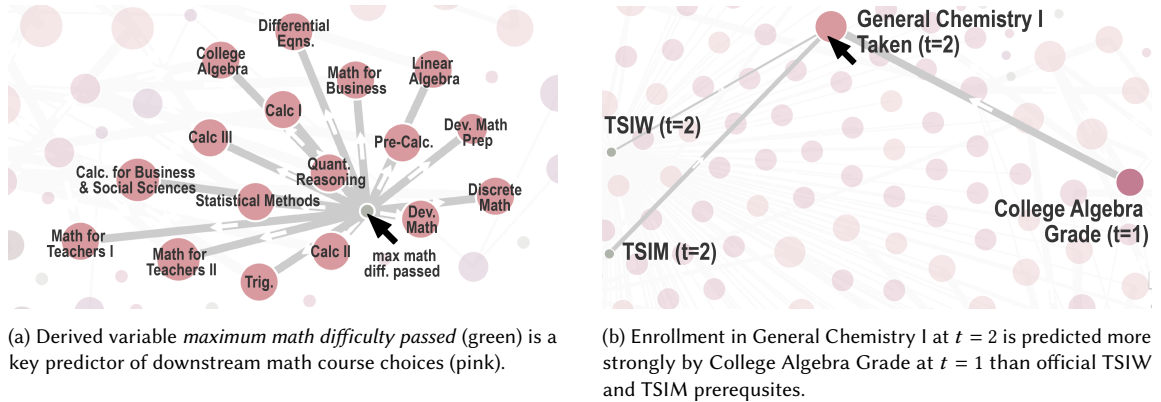 Differential
Eqns.
College
Algebra
Math for
Business
Linear
Algebra
Calc I
Calc III
Pre-Calc.
Dev. Math
Prep
Quant.
Reasoning
Calc. for Business
& Social Sciences
Statistical Methods
Discrete
Math
Dev.
Math
Math for
Teachers I
Math for
Teachers II
Calc II
max math
diff. passed
Trig.
(a) Derived variable maximum math difficulty passed (green) is a
key predictor of downstream math course choices (pink).
General Chemistry I
Taken (t=2)
TSIW (t=2)
TSIM (t=2)
College Algebra
Grade (t=1)
(b) Enrollment in General Chemistry I at t = 2 is predicted more
strongly by College Algebra Grade at t = 1 than official TSIW
and TSIM prerequsites.